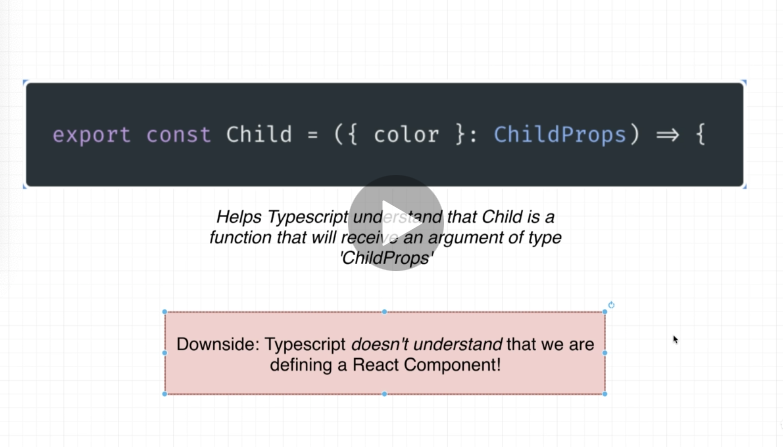 export const Child = ({ color }: ChildProps) => {
Helps Typescript understand that Child is a
function that will receive an argument of type
'ChildProps'
Downside: Typescript doesn't understand that we are
defining a React Component!